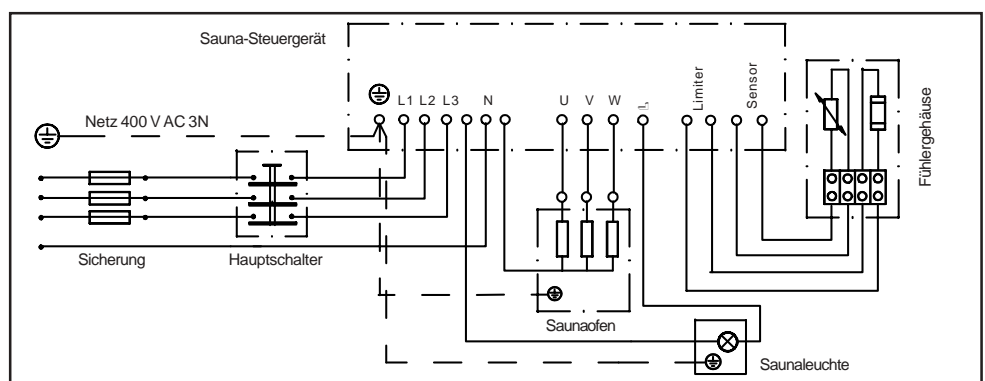 Sauna-Steuergerät
L1 L2 L3 N U V W
Limiter
Sensor
Netz 400 V AC 3N
Fühlergehäuse
Sicherung
Hauptschalter
Saunaofen
Saunaleuchte